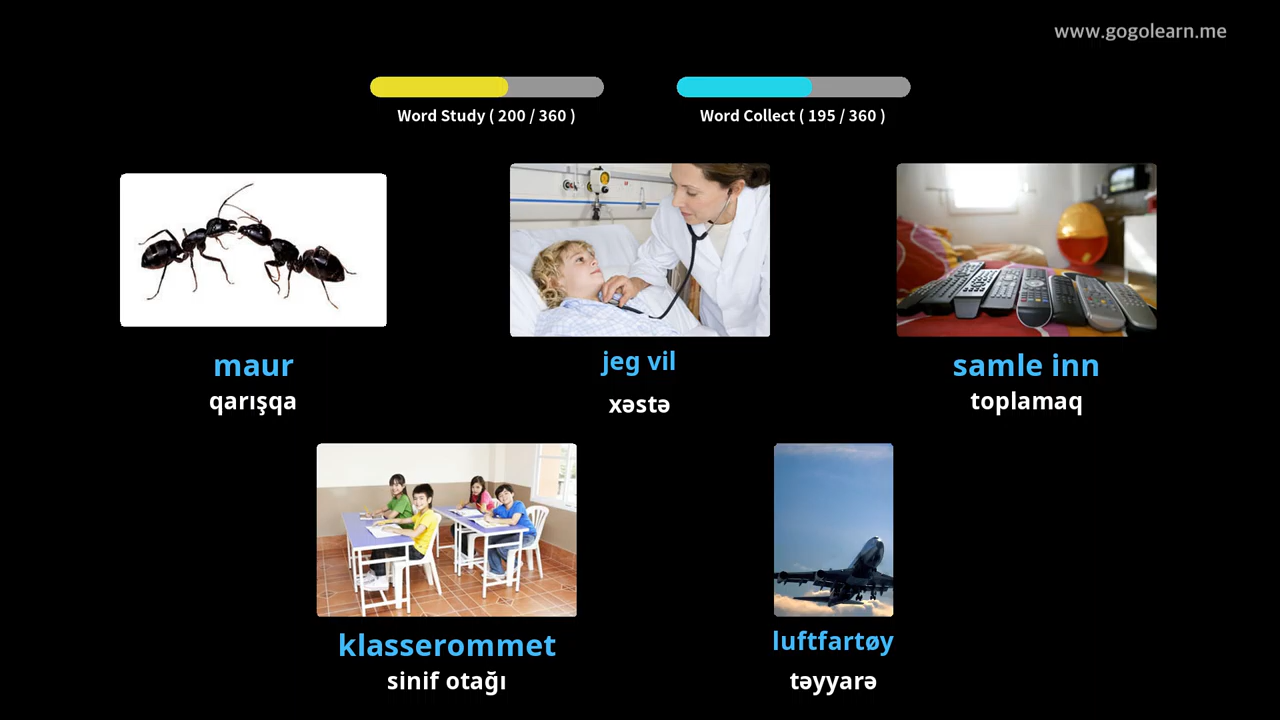 www.gogolearn.me
Word Study ( 200 / 360 )
Word Collect ( 195 / 360 )
maur
qarışqa
jeg vil
xəstə
samle inn
toplamaq
klasserommet
sinif otağı
luftfartøy
təyyarə